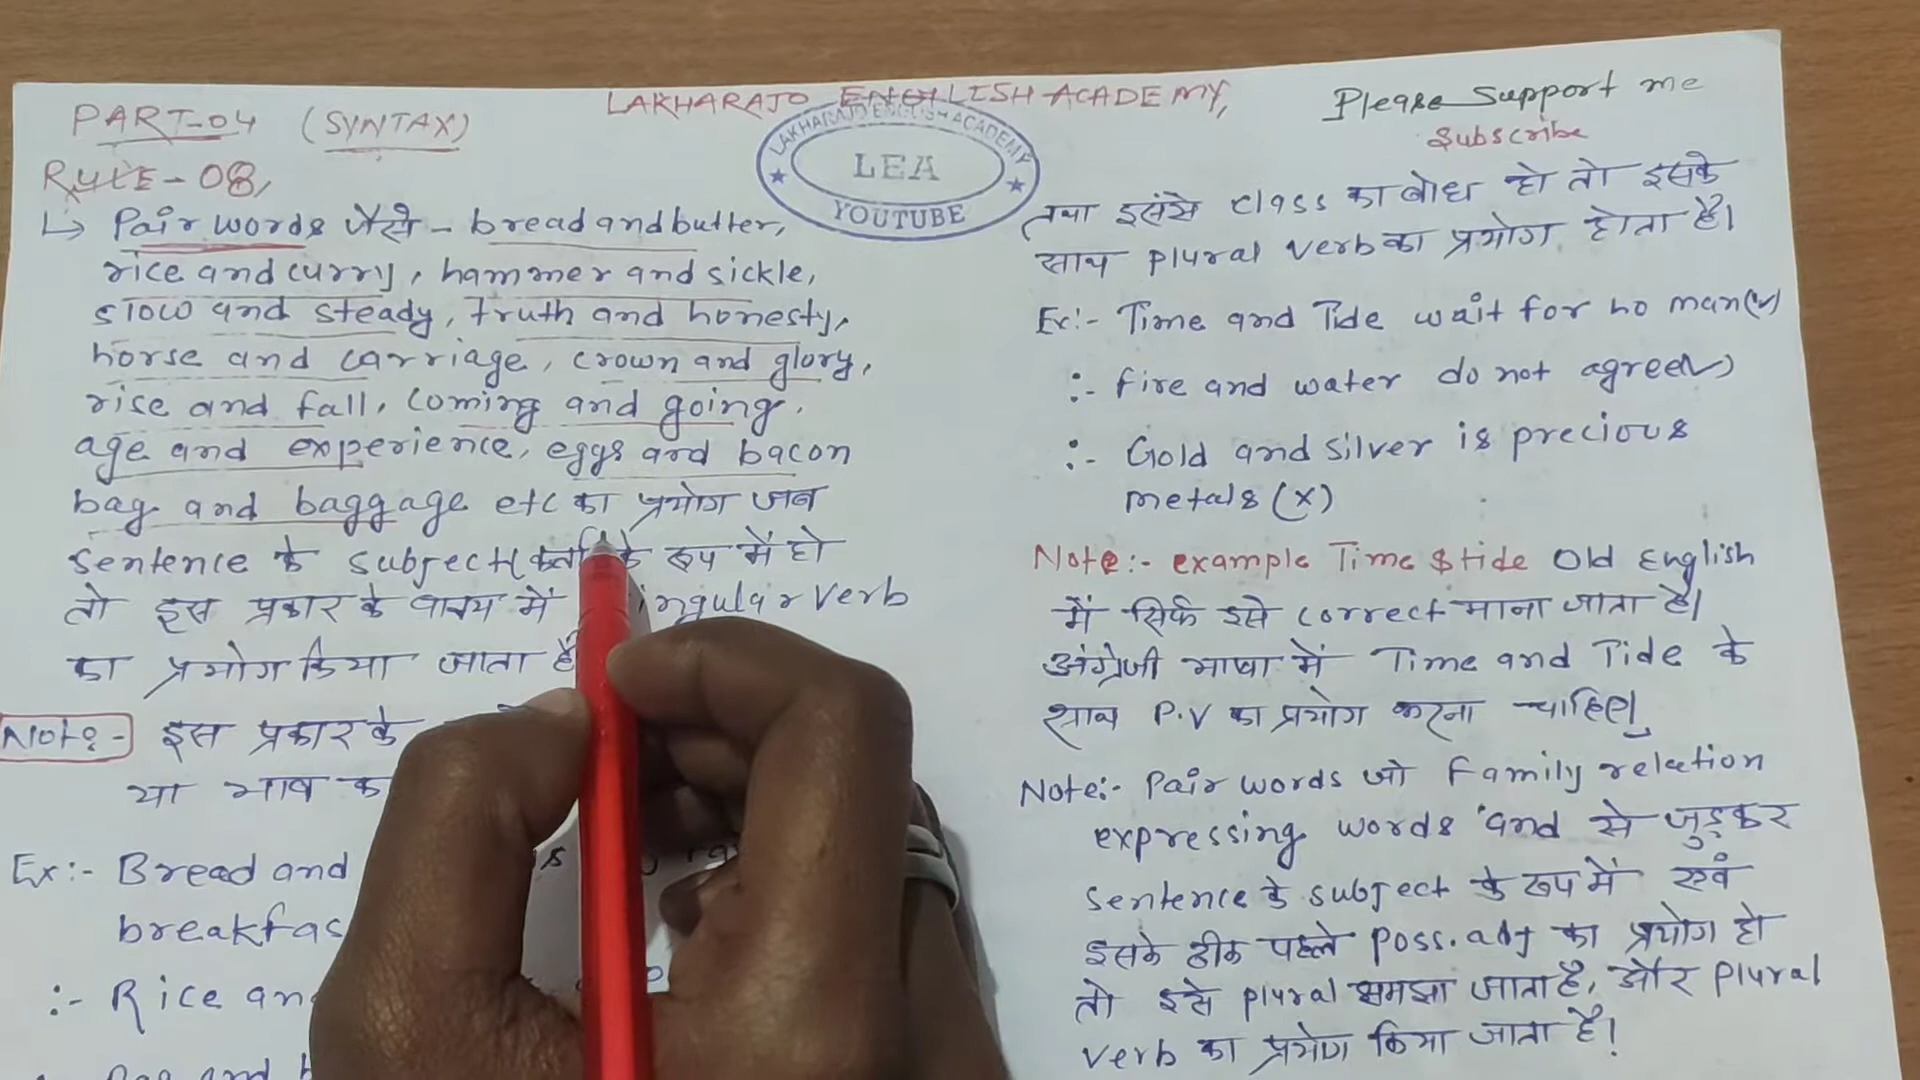 PART-04 (SYNTAX)
LAKHARAJO ENGLISH ACADEMY,
Please Support me
Subscribe
LAKHARAJO ENGLISH ACADEMY
LEA
YOUTUBE
RULE-08,
↳ Pair words जैसे - bread and butter,
rice and curry, hammer and sickle,
slow and steady, truth and honesty,
horse and carriage, crown and glory,
rise and fall, coming and going,
age and experience, eggs and bacon
bag and baggage etc का प्रयोग जब
sentence के subject(कर्ता के रूप में हो
तो इस प्रकार के वाक्य में ingular verb
का प्रयोग किया जाता है
Note:- इस प्रकार के
या भाव क
Ex:- Bread and
breakfas
:- Rice an
तथा इससे class का बोध हो तो इसके
साथ plural verb का प्रयोग होता है।
Ex:- Time and Tide wait for no man(✓)
:- fire and water do not agree(✓)
:- Gold and silver is precious
metals (x)
Note:- example Time & tide Old English
में सिर्फ इसे correct माना जाता है।
अंग्रेजी भाषा में Time and Tide के
साथ P.V का प्रयोग करना चाहिए।
Note:- Pair words जो family relation
expressing words 'and से जुड़कर
sentence के subject के रूप में एवं
इसके ठीक पहले poss. adj का प्रयोग हो
तो इसे plural समझा जाता है, और plural
verb का प्रयोग किया जाता है।